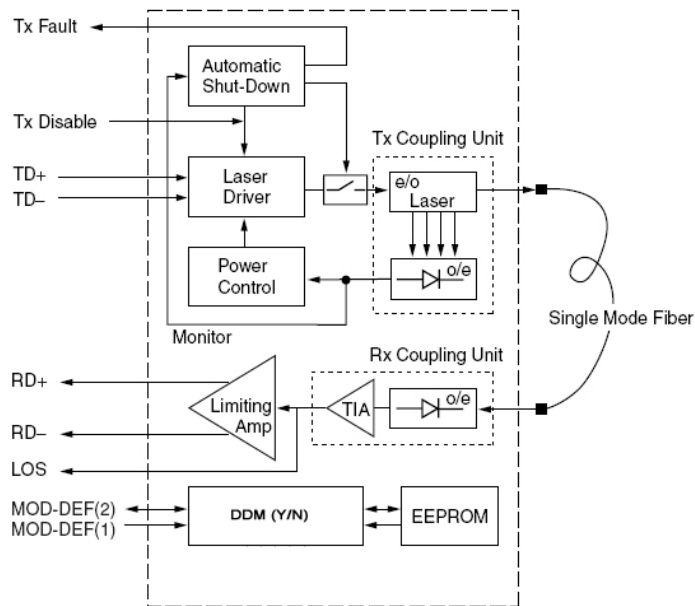 Tx Fault
Automatic
Shut-Down
Tx Disable
Tx Coupling Unit
TD+
TD–
Laser
Driver
e/o
Laser
Power
Control
o/e
Monitor
Single Mode Fiber
Rx Coupling Unit
RD+
RD–
LOS
Limiting
Amp
TIA
o/e
MOD-DEF(2)
MOD-DEF(1)
DDM (Y/N)
EEPROM